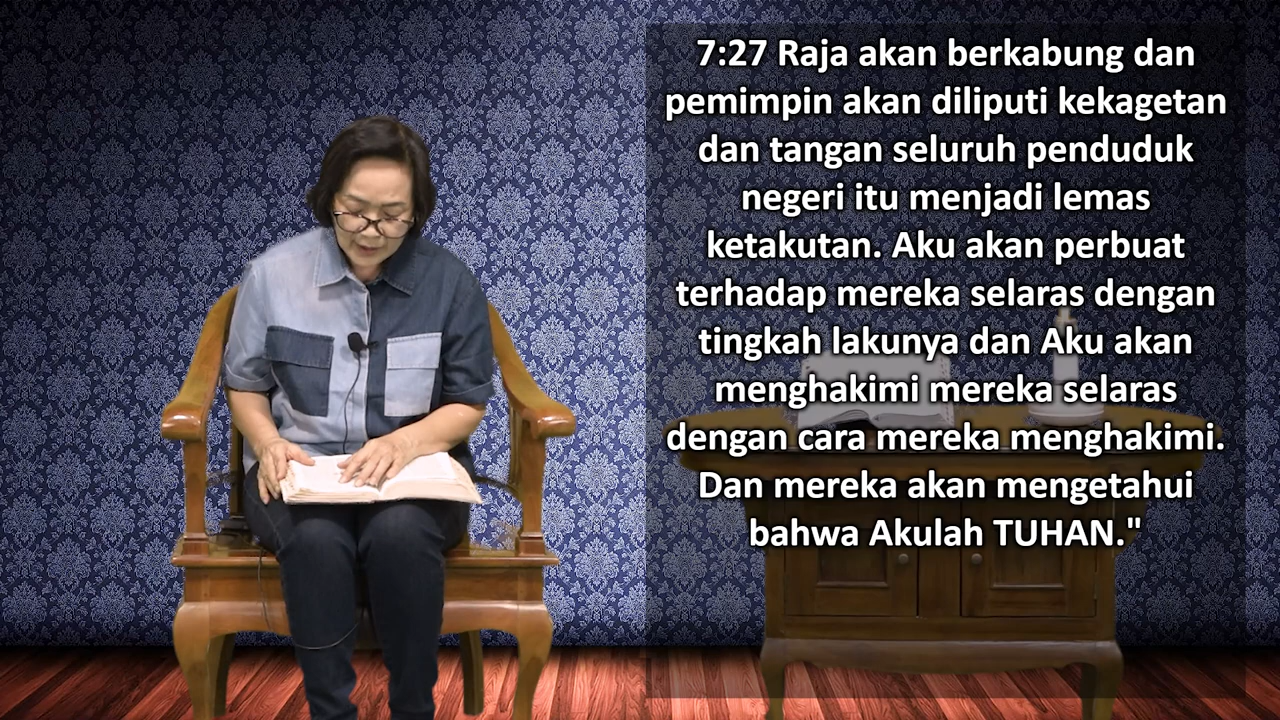 7:27 Raja akan berkabung dan
pemimpin akan diliputi kekagetan
dan tangan seluruh penduduk
negeri itu menjadi lemas
ketakutan. Aku akan perbuat
terhadap mereka selaras dengan
tingkah lakunya dan Aku akan
menghakimi mereka selaras
dengan cara mereka menghakimi.
Dan mereka akan mengetahui
bahwa Akulah TUHAN."